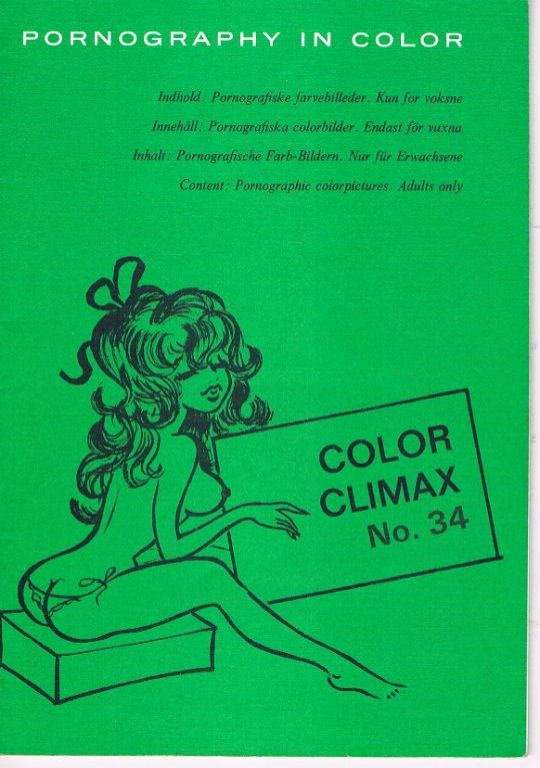 PORNOGRAPHY IN COLOR
Indhold: Pornografiske farvebilleder. Kun for voksne
Innehåll: Pornografiska colorbilder. Endast för vuxna
Inhalt: Pornografische Farb-Bildern. Nur für Erwachsene
Content: Pornographic colorpictures. Adults only
COLOR
CLIMAX
No. 34